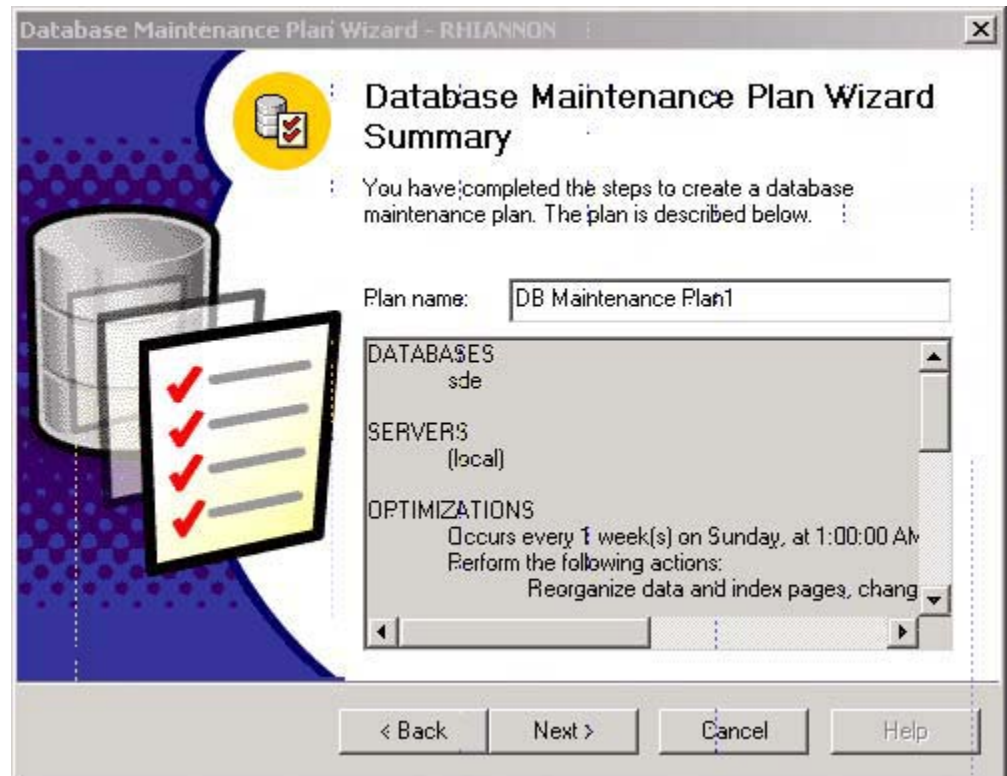 Database Maintenance Plan Wizard - RHIANNON
Database Maintenance Plan Wizard
Summary
You have completed the steps to create a database
maintenance plan. The plan is described below.
Plan name: DB Maintenance Plan1
DATABASES
sde
SERVERS
(local)
OPTIMIZATIONS
Occurs every 1 week(s) on Sunday, at 1:00:00 AM
Perform the following actions:
Reorganize data and index pages, chang
< Back Next > Cancel Help